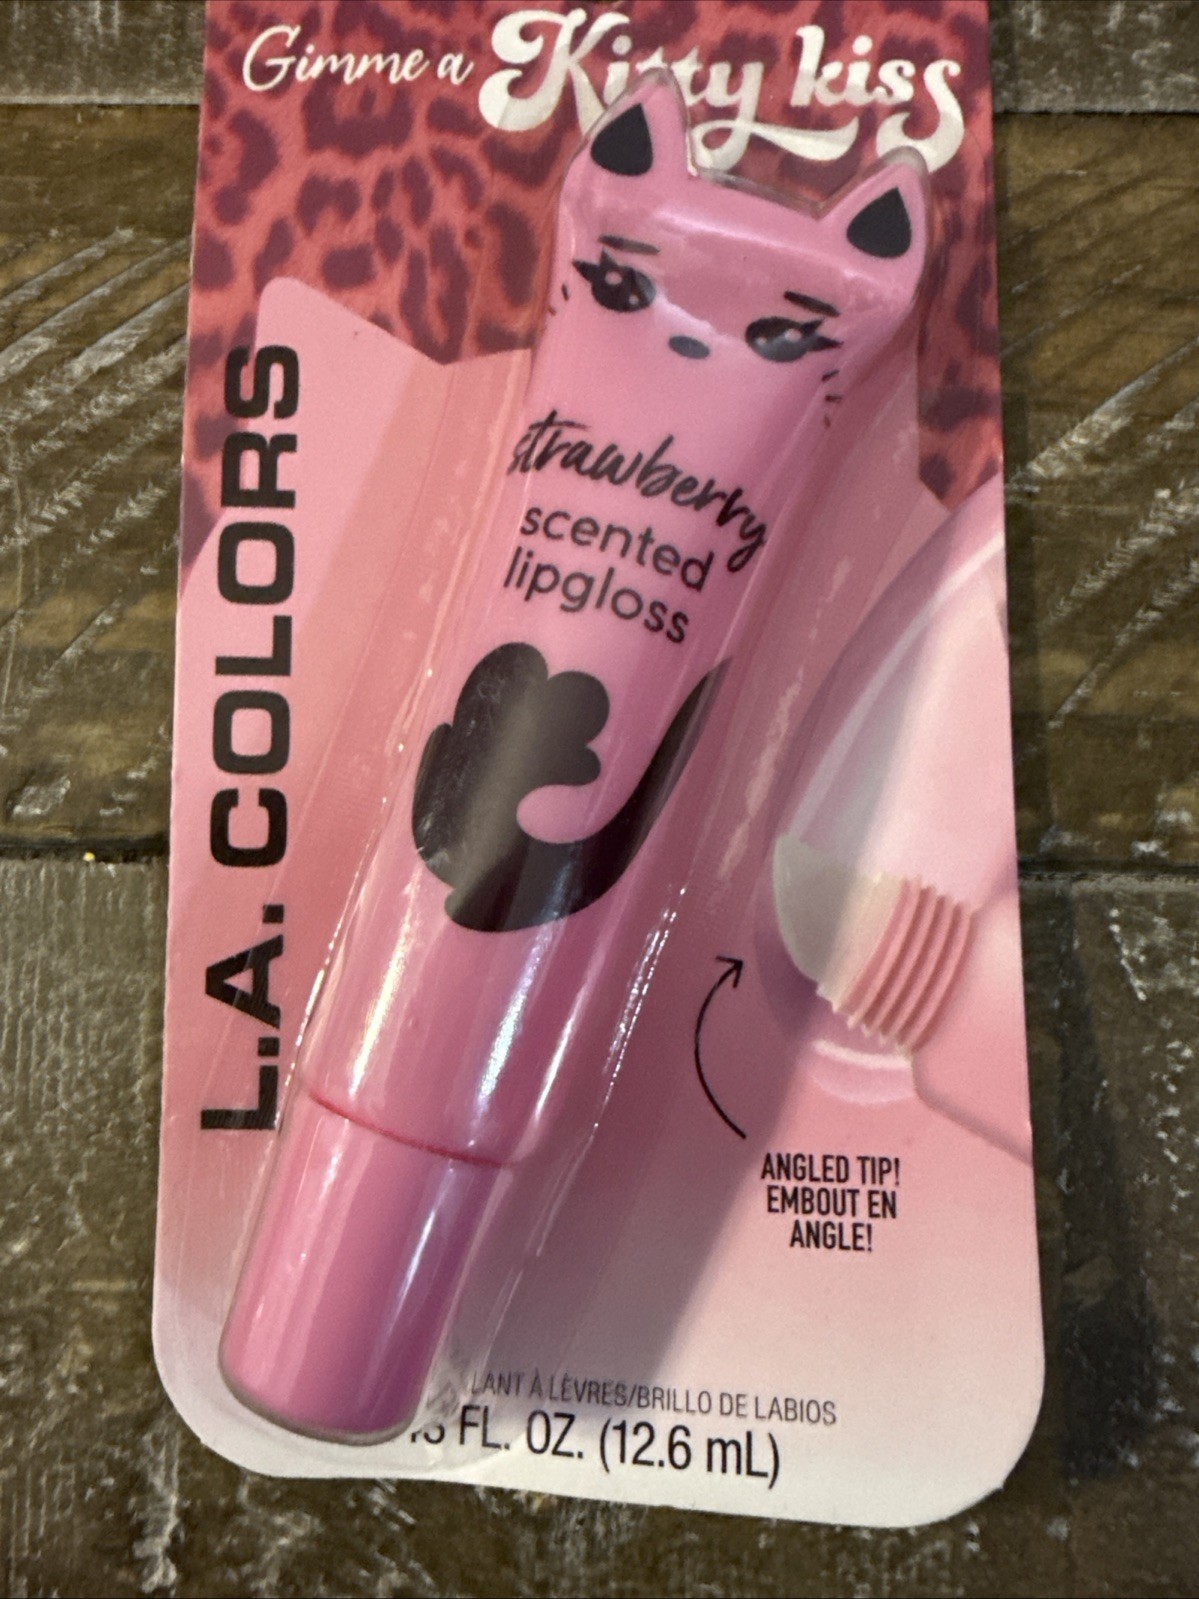 Gimme a Kitty kiss
L.A. COLORS
strawberry
scented
lipgloss
ANGLED TIP!
EMBOUT EN
ANGLE!
LANT À LÈVRES/BRILLO DE LABIOS
FL. OZ. (12.6 mL)